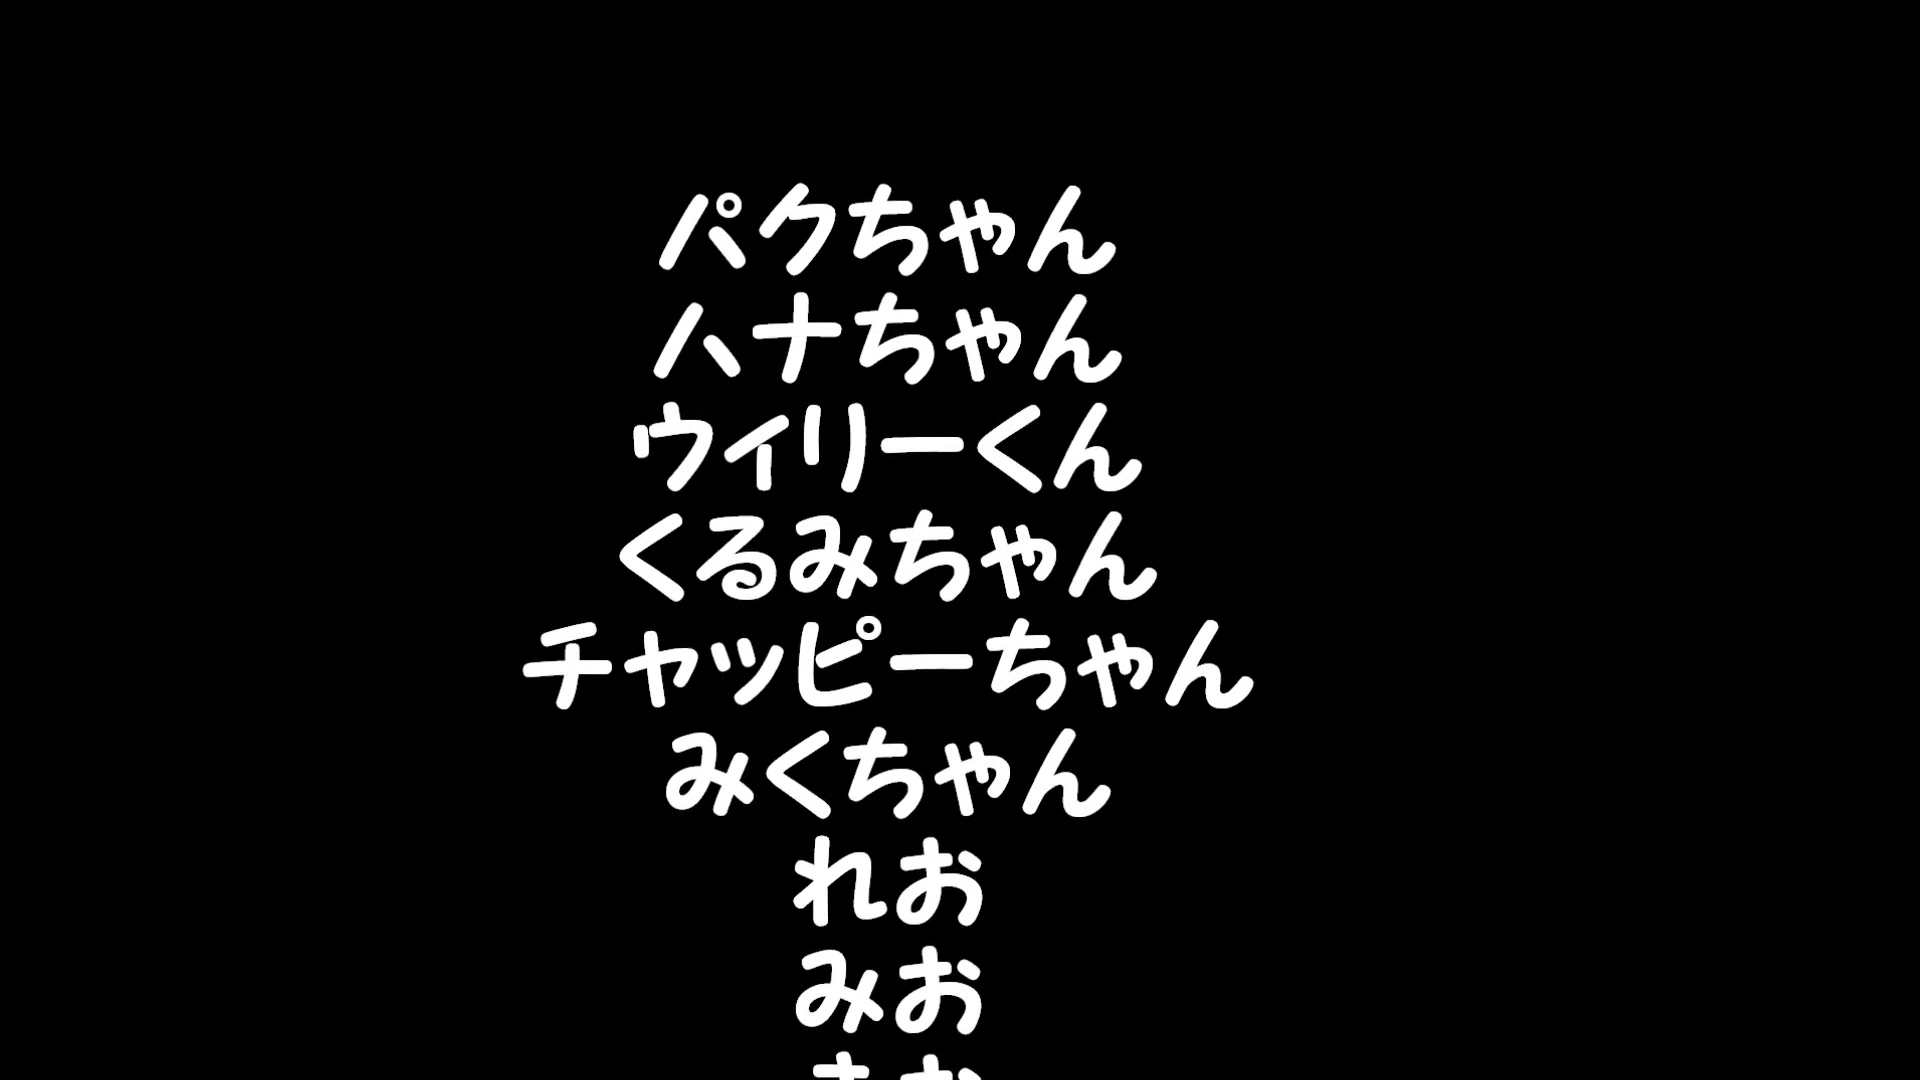 パクちゃん
ハナちゃん
ウィリーくん
くるみちゃん
チャッピーちゃん
みくちゃん
れお
みお